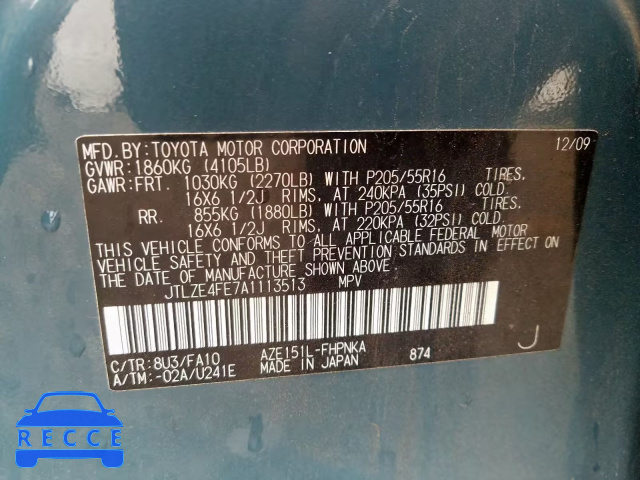 MFD.BY:TOYOTA MOTOR CORPORATION 12/09
GVWR:1860KG (4105LB)
GAWR:FRT. 1030KG (2270LB) WITH P205/55R16 TIRES,
16X6 1/2J RIMS, AT 240KPA (35PSI) COLD.
RR. 855KG (1880LB) WITH P205/55R16 TIRES,
16X6 1/2J RIMS, AT 220KPA (32PSI) COLD.
THIS VEHICLE CONFORMS TO ALL APPLICABLE FEDERAL MOTOR
VEHICLE SAFETY AND THEFT PREVENTION STANDARDS IN EFFECT ON
THE DATE OF MANUFACTURE SHOWN ABOVE.
JTLZE4FE7A1113513 MPV
C/TR:8U3/FA10 AZE151L-FHPNKA
A/TM:-02A/U241E MADE IN JAPAN 874 J
RECCE